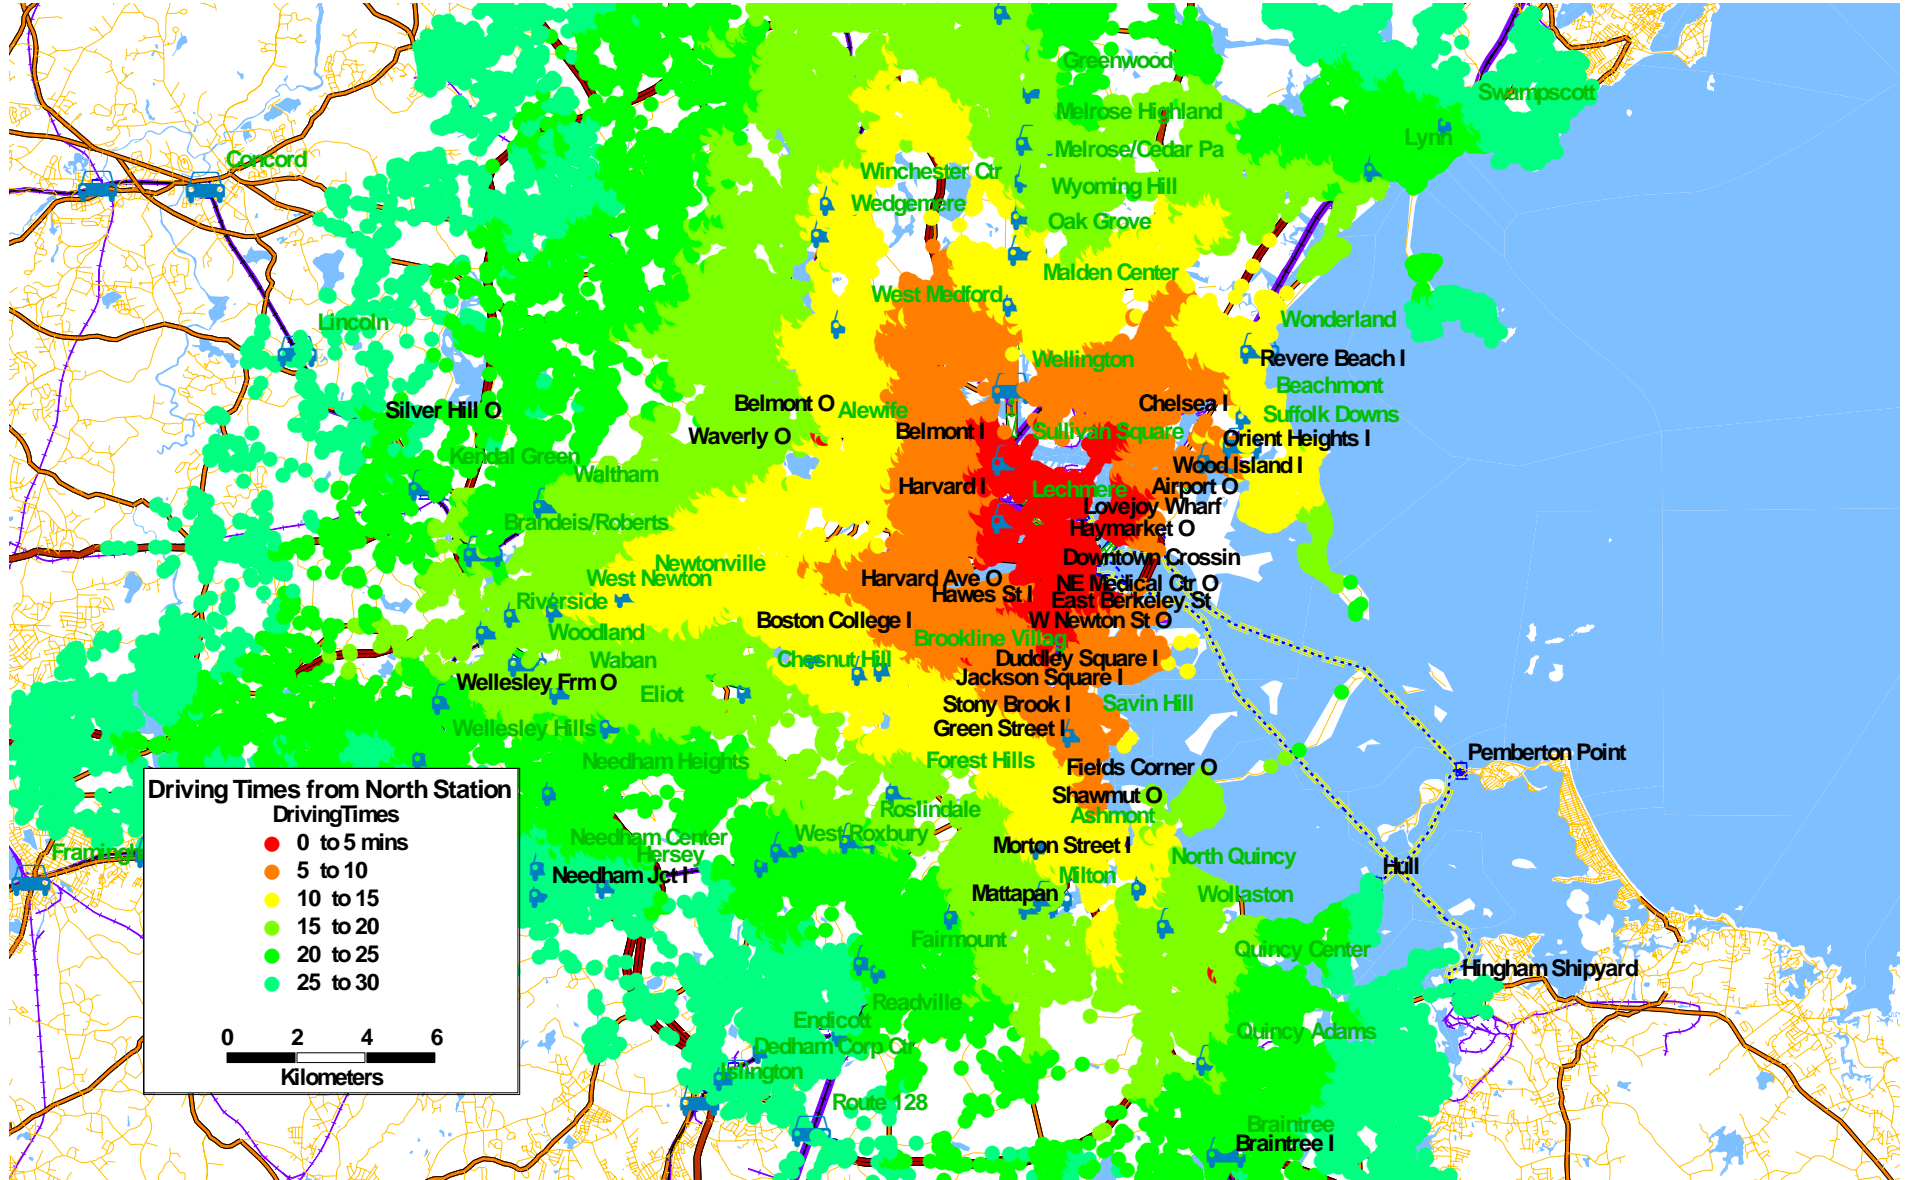 Greenwood
Swampscott
Melrose Highland
Lynn
Melrose/Cedar Pa
Concord
Winchester Ctr
Wyoming Hill
Wedgemere
Oak Grove
Malden Center
West Medford
Lincoln
Wonderland
Wellington
Revere Beach I
Beachmont
Silver Hill O
Belmont O
Alewife
Chelsea I
Suffolk Downs
Waverly O
Belmont I
Sullivan Square
Orient Heights I
Kendal Green
Waltham
Wood Island I
Harvard I
Lechmere
Airport O
Lovejoy Wharf
Brandeis/Roberts
Haymarket O
Newtonville
Downtown Crossin
West Newton
Harvard Ave O
NE Medical Ctr O
Hawes St I
Riverside
East Berkeley St
Boston College I
W Newton St O
Woodland
Brookline Villag
Waban
Chesnut Hill
Duddley Square I
Wellesley Frm O
Jackson Square I
Eliot
Stony Brook I
Savin Hill
Wellesley Hills
Green Street I
Needham Heights
Forest Hills
Fields Corner O
Pemberton Point
Shawmut O
Roslindale
Ashmont
Needham Center
West Roxbury
Morton Street I
Framingh
Hersey
North Quincy
Needham Jct I
Hull
Milton
Mattapan
Wollaston
Fairmount
Quincy Center
Hingham Shipyard
Readville
Endicott
Quincy Adams
Dedham Corp Ctr
Islington
Route 128
Braintree
Braintree I
Driving Times from North Station
DrivingTimes
0 to 5 mins
5 to 10
10 to 15
15 to 20
20 to 25
25 to 30
0 2 4 6
Kilometers